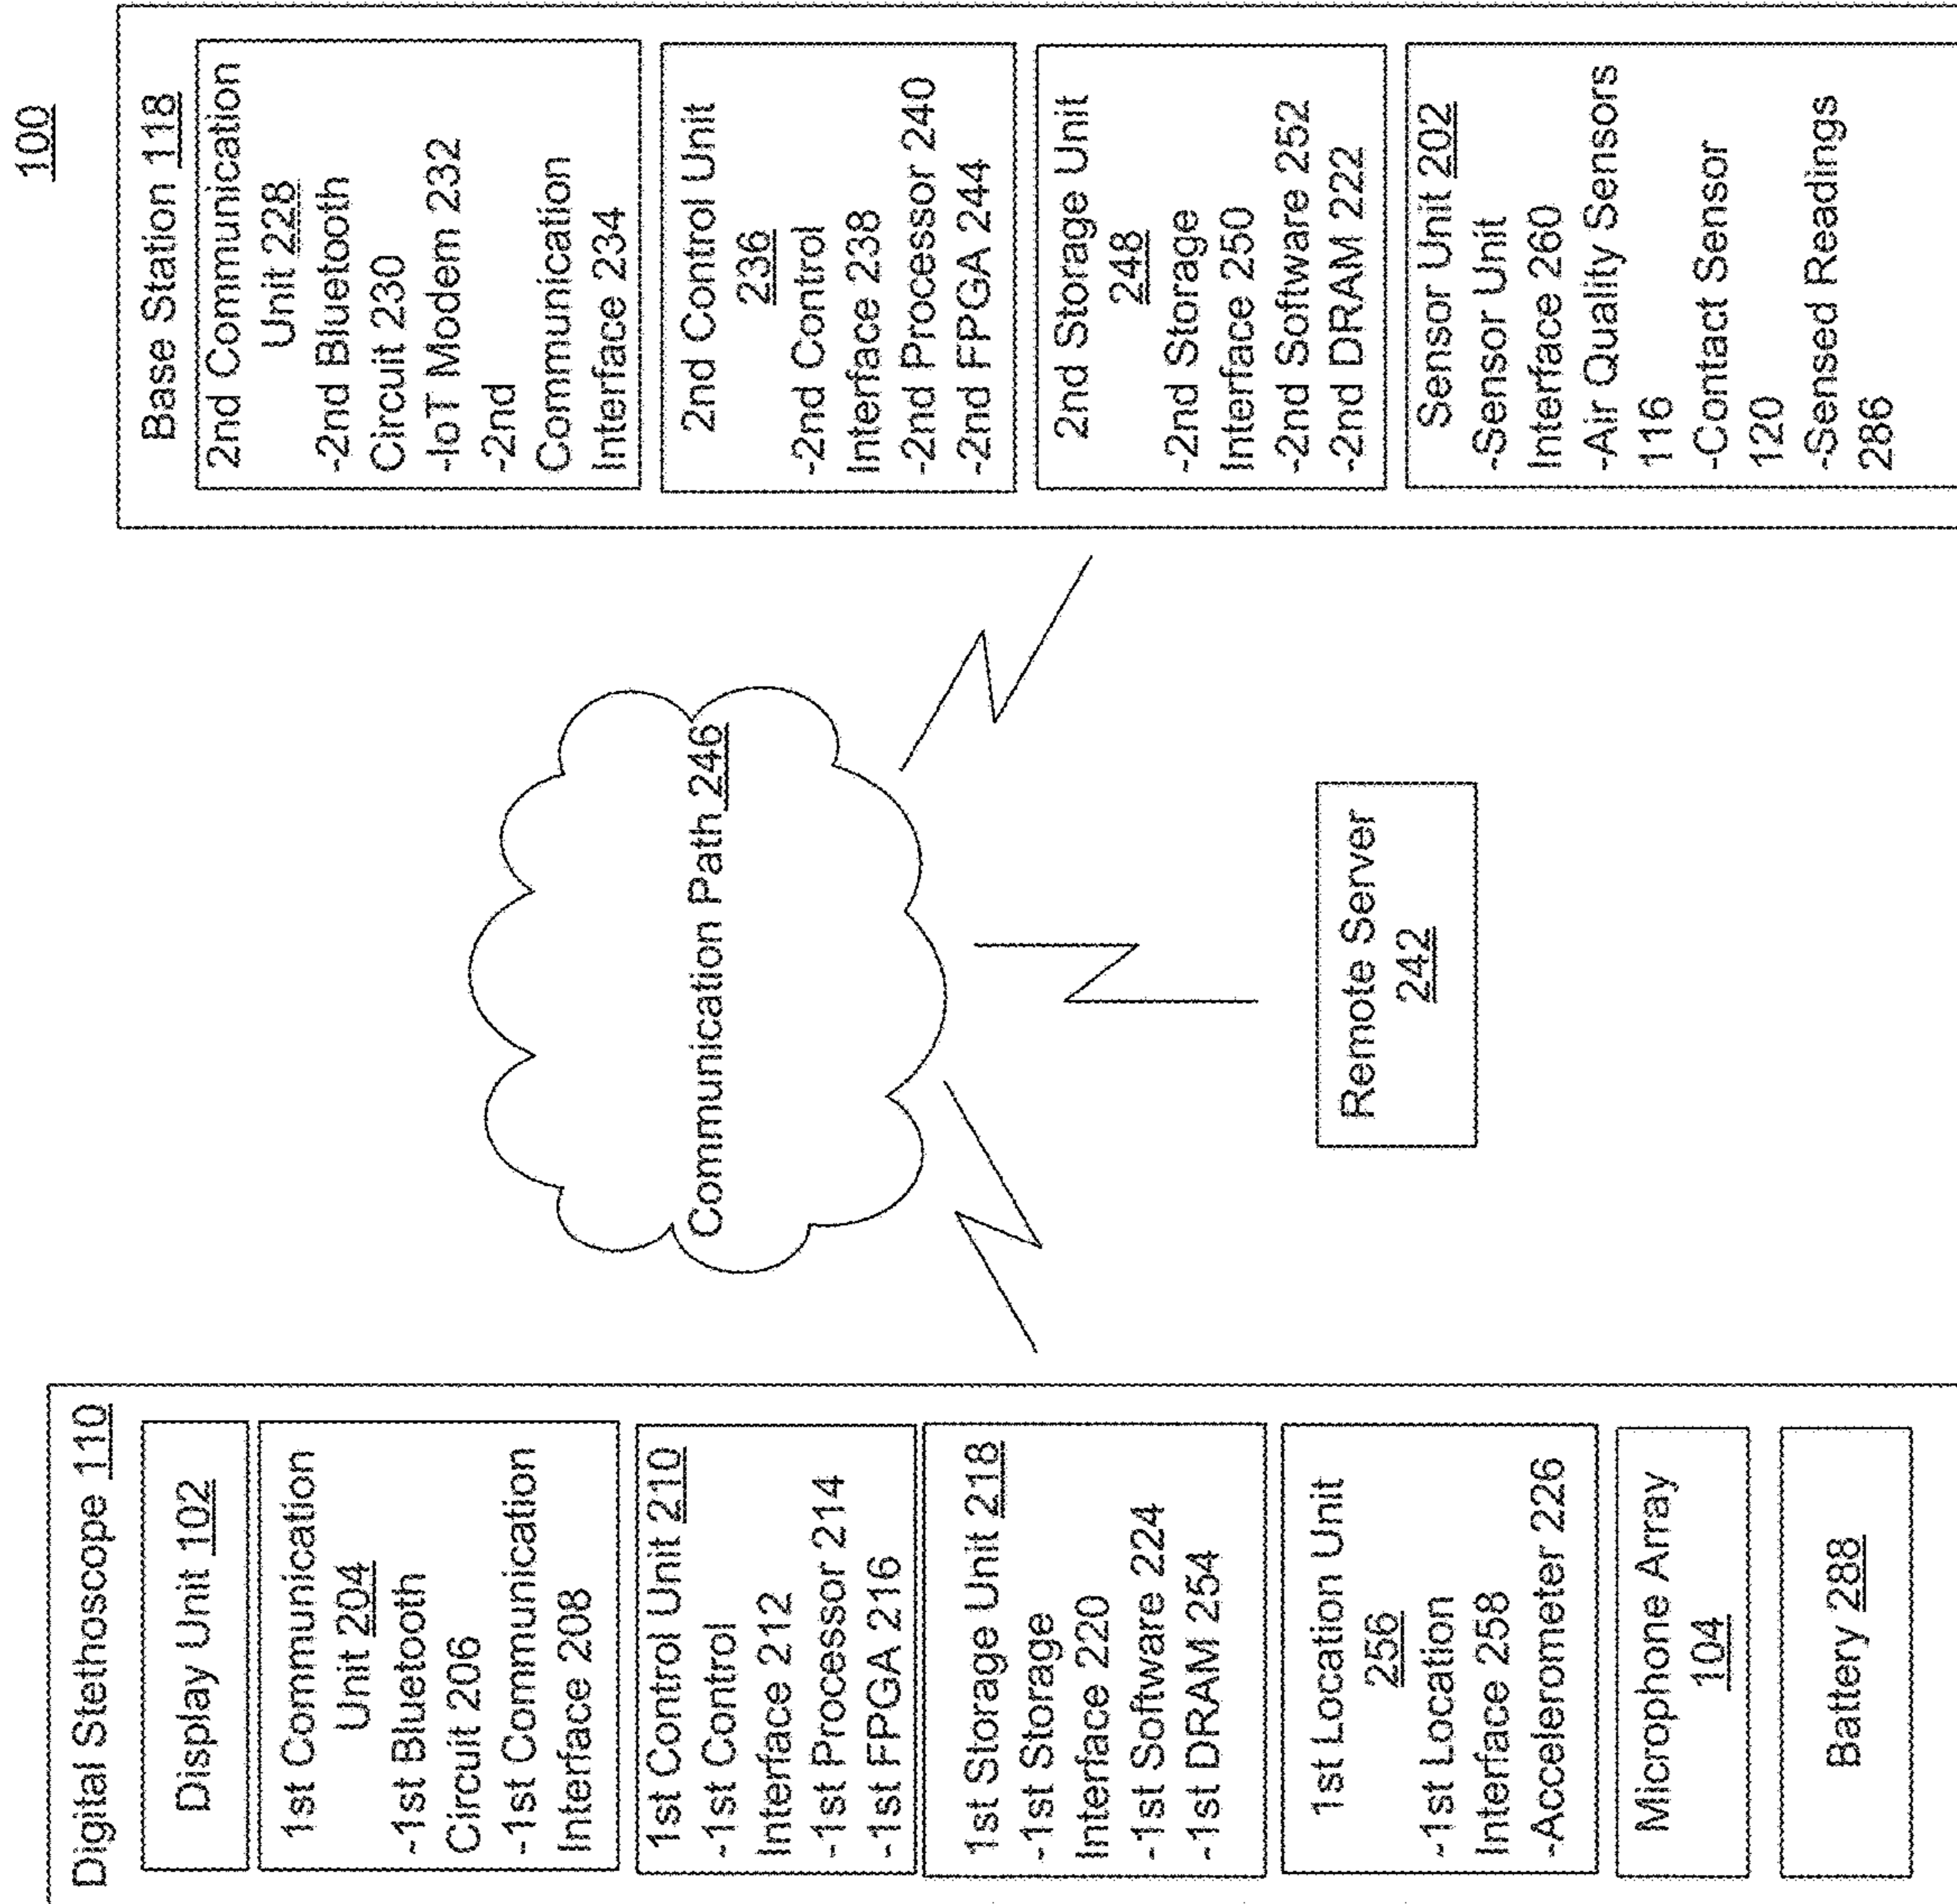 100
Digital Stethoscope 110
Display Unit 102
1st Communication
Unit 204
-1st Bluetooth
Circuit 206
-1st Communication
Interface 208
1st Control Unit 210
-1st Control
Interface 212
-1st Processor 214
-1st FPGA 216
1st Storage Unit 218
-1st Storage
Interface 220
-1st Software 224
-1st DRAM 254
1st Location Unit
256
-1st Location
Interface 258
-Accelerometer 226
Microphone Array
104
Battery 288
Communication Path 246
Remote Server
242
Base Station 118
2nd Communication
Unit 228
-2nd Bluetooth
Circuit 230
-IoT Modem 232
-2nd
Communication
Interface 234
2nd Control Unit
236
-2nd Control
Interface 238
-2nd Processor 240
-2nd FPGA 244
2nd Storage Unit
248
-2nd Storage
Interface 250
-2nd Software 252
-2nd DRAM 222
Sensor Unit 202
-Sensor Unit
Interface 260
-Air Quality Sensors
116
-Contact Sensor
120
-Sensed Readings
286